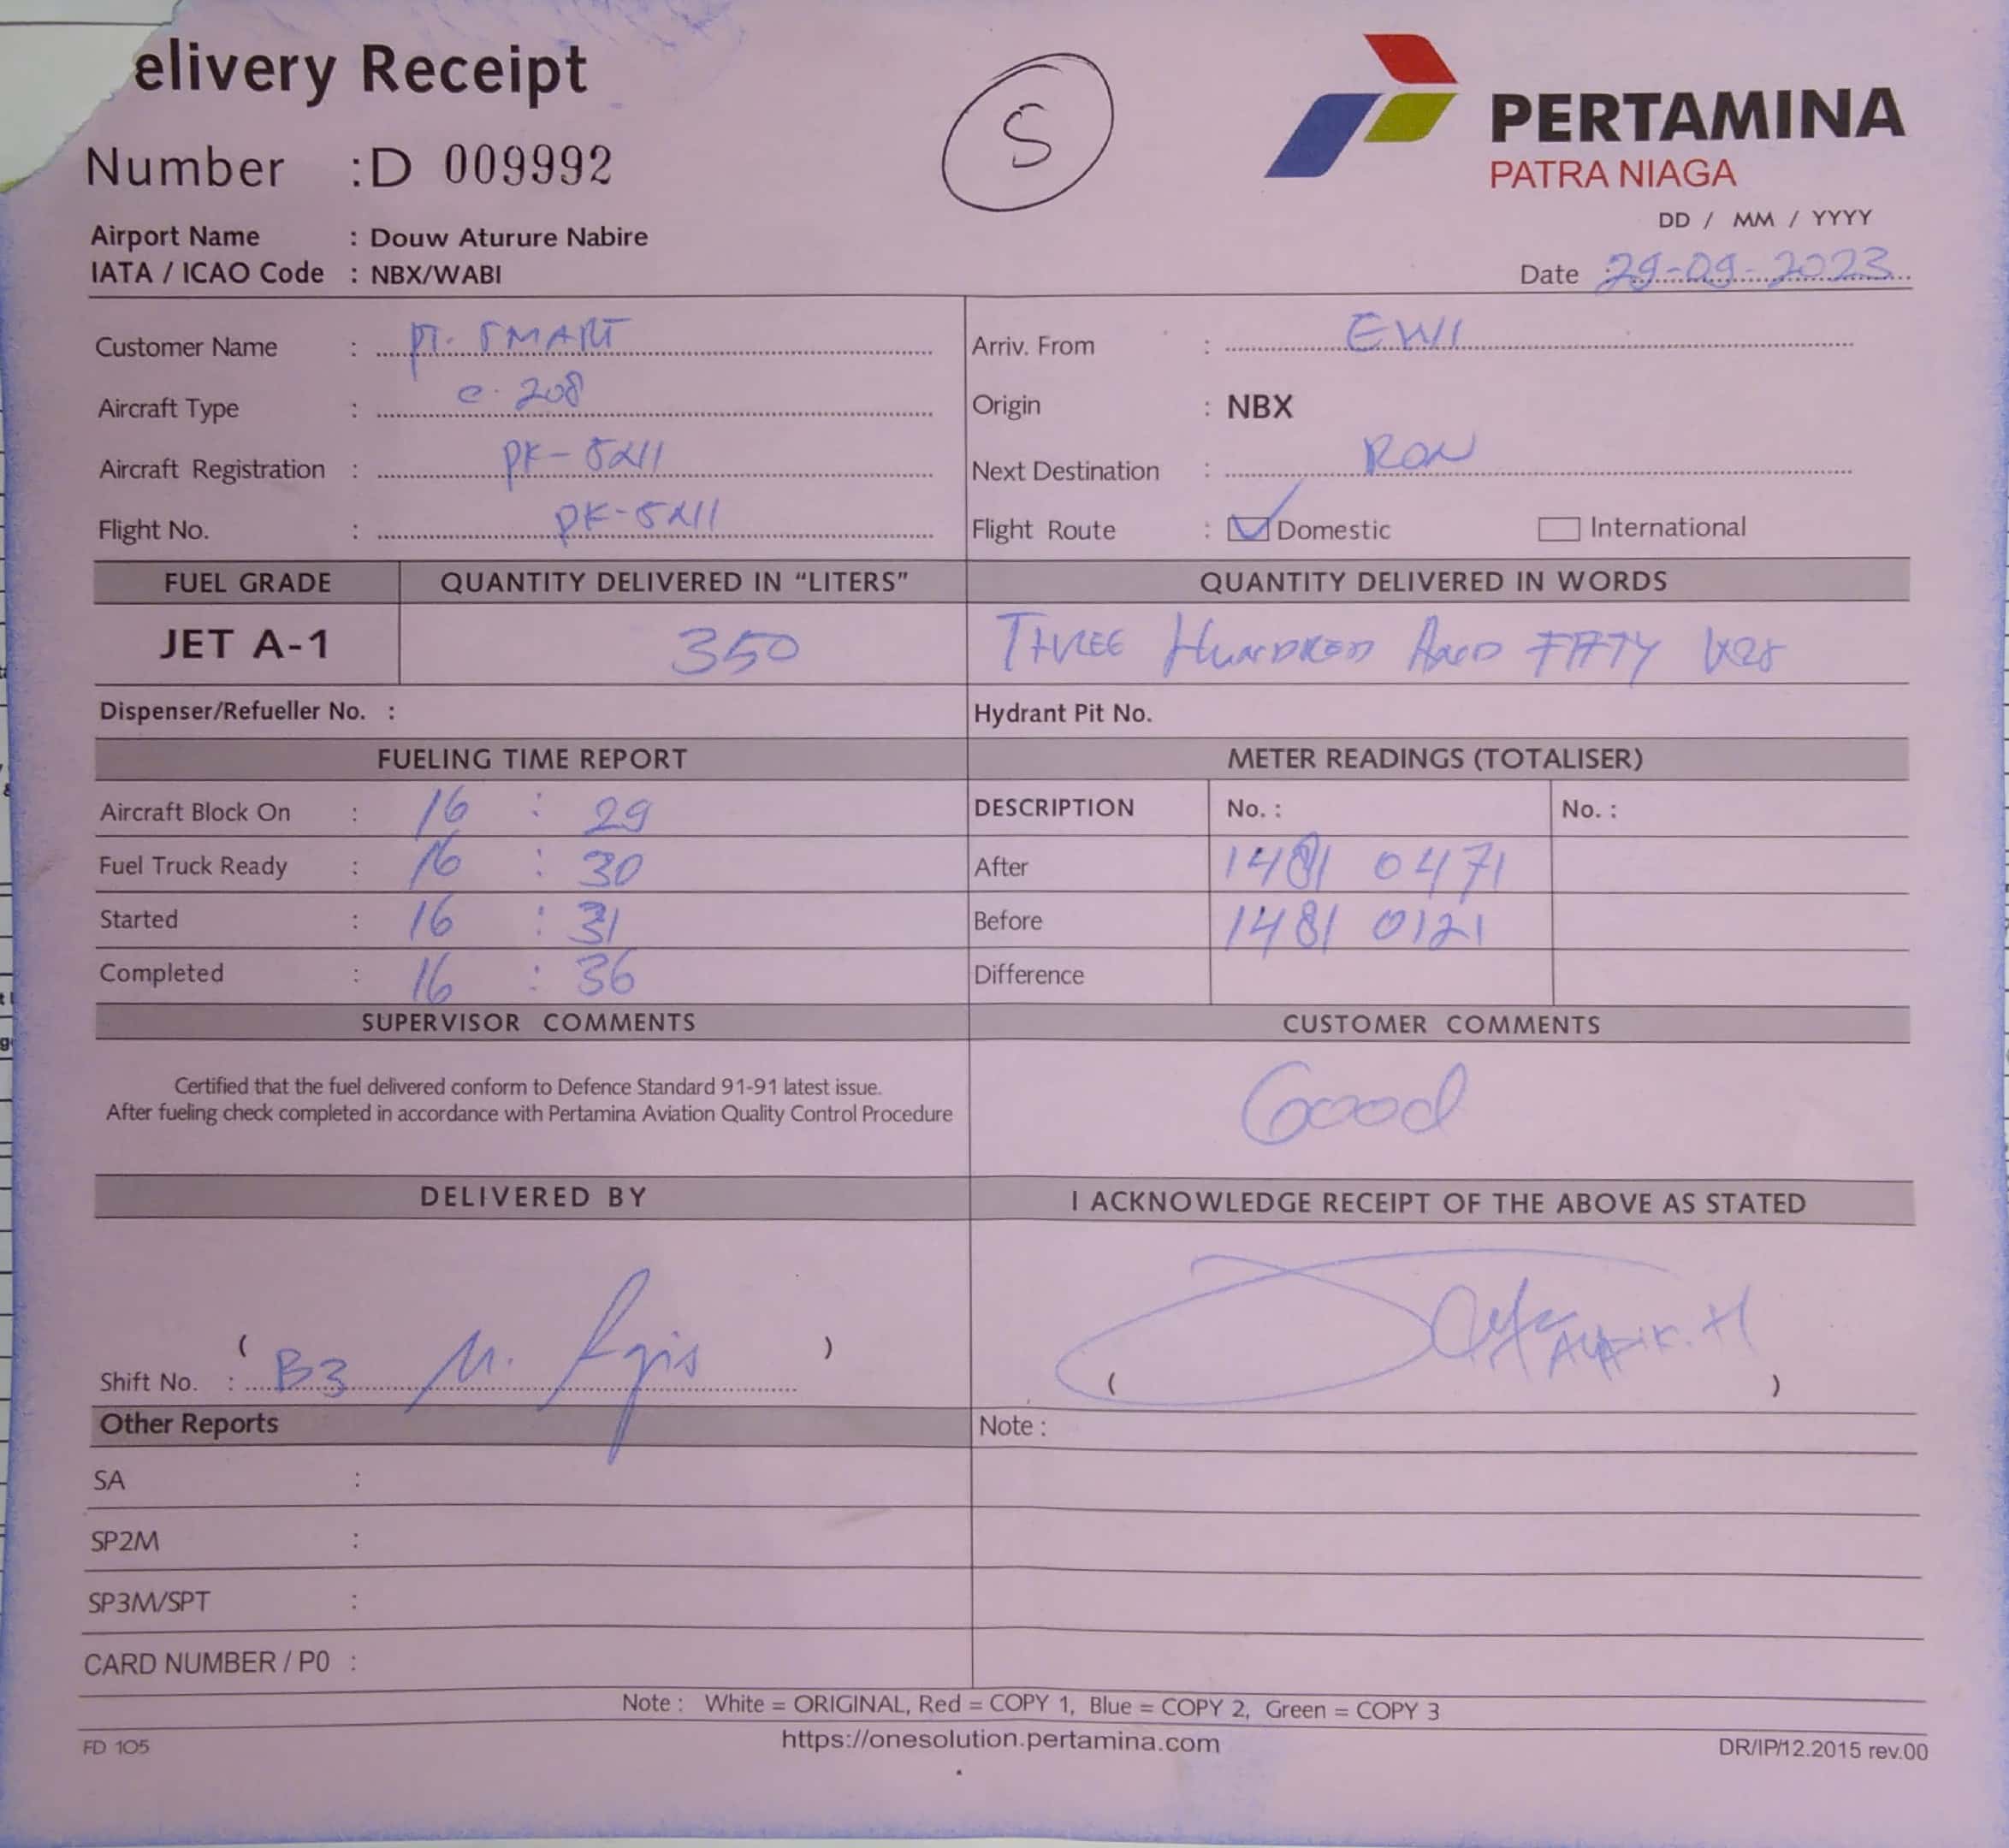 elivery Receipt
S
PERTAMINA
PATRA NIAGA
Number :D 009992
DD / MM / YYYY
Airport Name : Douw Aturure Nabire
IATA / ICAO Code : NBX/WABI
Date 29-09-2023
Customer Name : PT. SMART
Arriv. From : EWI
Aircraft Type : C-208
Origin : NBX
Aircraft Registration :
Next Destination : RON
Flight No. :
Flight Route : Domestic International
FUEL GRADE QUANTITY DELIVERED IN "LITERS" QUANTITY DELIVERED IN WORDS
JET A-1 350 THREE HUNDRED AND FIFTY
Dispenser/Refueller No. : Hydrant Pit No.
FUELING TIME REPORT METER READINGS (TOTALISER)
Aircraft Block On : 16 : 29 DESCRIPTION No. : No. :
Fuel Truck Ready : 16 : 30 After 1481 0471
Started : 16 : 31 Before 1481 0121
Completed : 16 : 36 Difference
SUPERVISOR COMMENTS CUSTOMER COMMENTS
Certified that the fuel delivered conform to Defence Standard 91-91 latest issue.
After fueling check completed in accordance with Pertamina Aviation Quality Control Procedure
Good
DELIVERED BY I ACKNOWLEDGE RECEIPT OF THE ABOVE AS STATED
( )
Shift No. : B3 M. Agis
( )
Other Reports Note :
SA :
SP2M :
SP3M/SPT :
CARD NUMBER / P0 :
Note : White = ORIGINAL, Red = COPY 1, Blue = COPY 2, Green = COPY 3
FD 105 https://onesolution.pertamina.com DR/IP/12.2015 rev.00